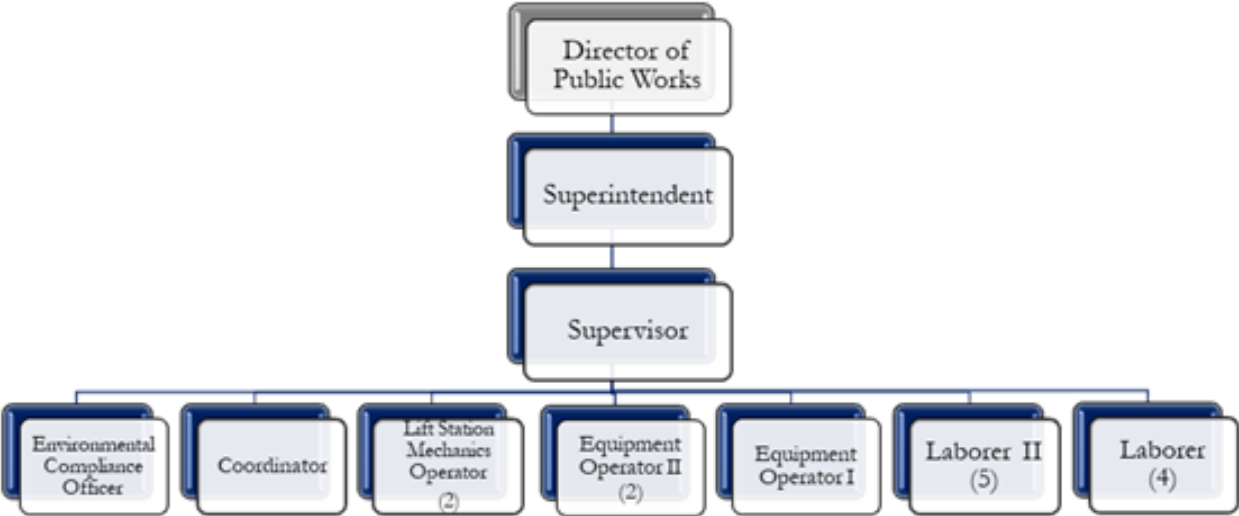 Director of
Public Works
Superintendent
Supervisor
Environmental
Compliance
Officer
Coordinator
Lift Station
Mechanics
Operator
(2)
Equipment
Operator II
(2)
Equipment
Operator I
Laborer II
(5)
Laborer
(4)